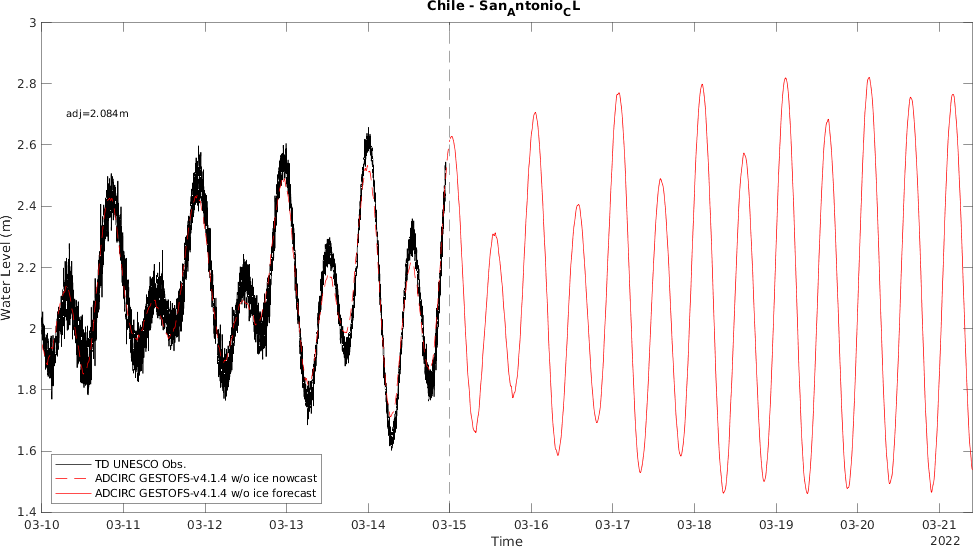 Chile - SanAntonioCL
3
2.8
2.6
2.4
2.2
2
1.8
1.6
1.4
Water Level (m)
adj=2.084m
TD UNESCO Obs.
ADCIRC GESTOFS-v4.1.4 w/o ice nowcast
ADCIRC GESTOFS-v4.1.4 w/o ice forecast
03-10 03-11 03-12 03-13 03-14 03-15 03-16 03-17 03-18 03-19 03-20 03-21
Time
2022